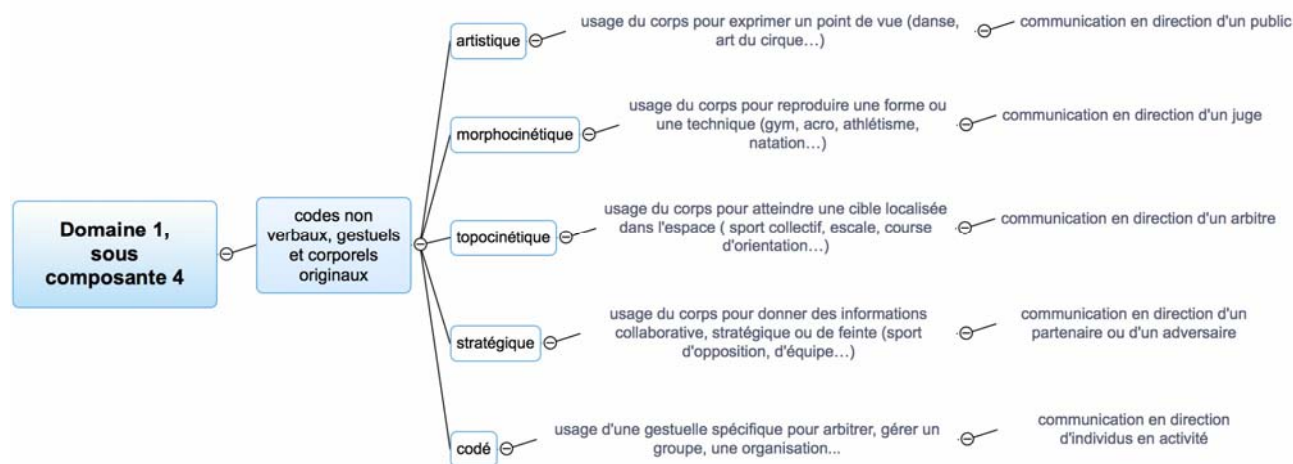 Domaine 1,
sous
composante 4
codes non
verbaux, gestuels
et corporels
originaux
artistique
usage du corps pour exprimer un point de vue (danse,
art du cirque...)
communication en direction d'un public
morphocinétique
usage du corps pour reproduire une forme ou
une technique (gym, acro, athlétisme,
natation...)
communication en direction d'un juge
topocinétique
usage du corps pour atteindre une cible localisée
dans l'espace ( sport collectif, escale, course
d'orientation...)
communication en direction d'un arbitre
stratégique
usage du corps pour donner des informations
collaborative, stratégique ou de feinte (sport
d'opposition, d'équipe...)
communication en direction d'un
partenaire ou d'un adversaire
codé
usage d'une gestuelle spécifique pour arbitrer, gérer un
groupe, une organisation...
communication en direction
d'individus en activité